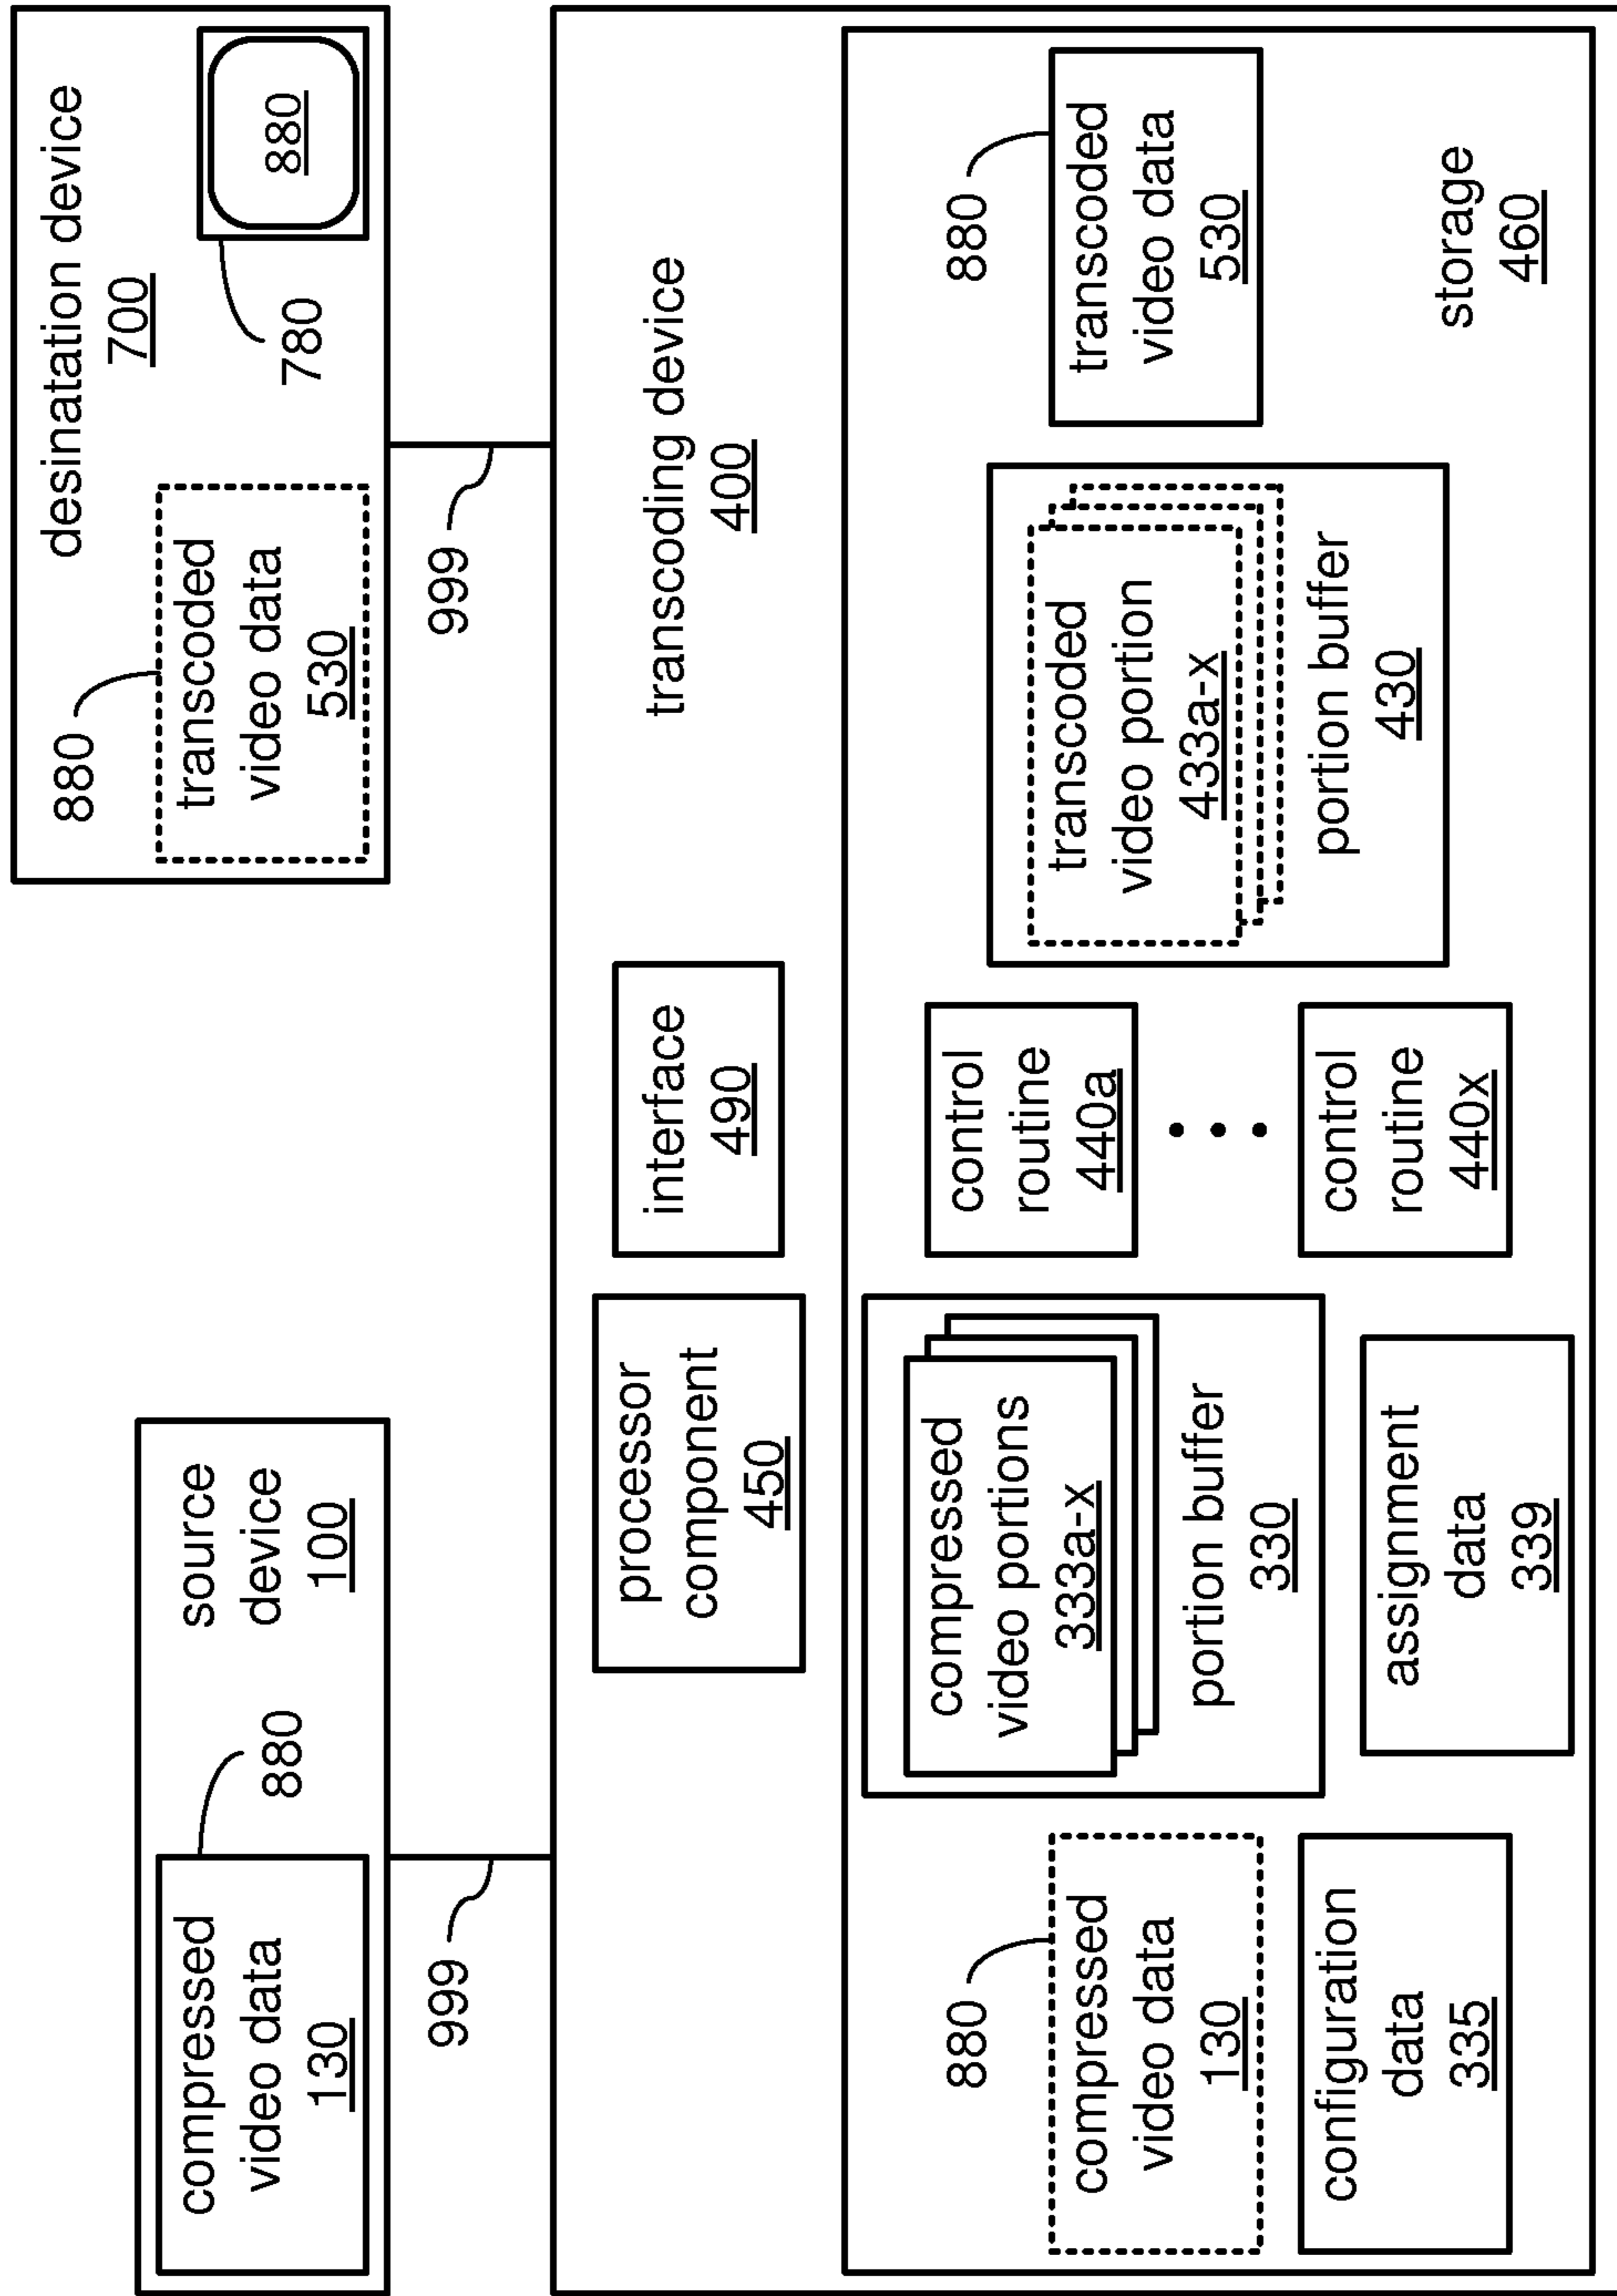 compressed
video data
130
880
source
device
100
999
desinatation device
700
880
transcoded
video data
530
780
880
999
transcoding device
400
processor
component
450
interface
490
880
compressed
video data
130
configuration
data
335
compressed
video portions
333a-x
portion buffer
330
assignment
data
339
control
routine
440a
control
routine
440x
transcoded
video portion
433a-x
portion buffer
430
880
transcoded
video data
530
storage
460